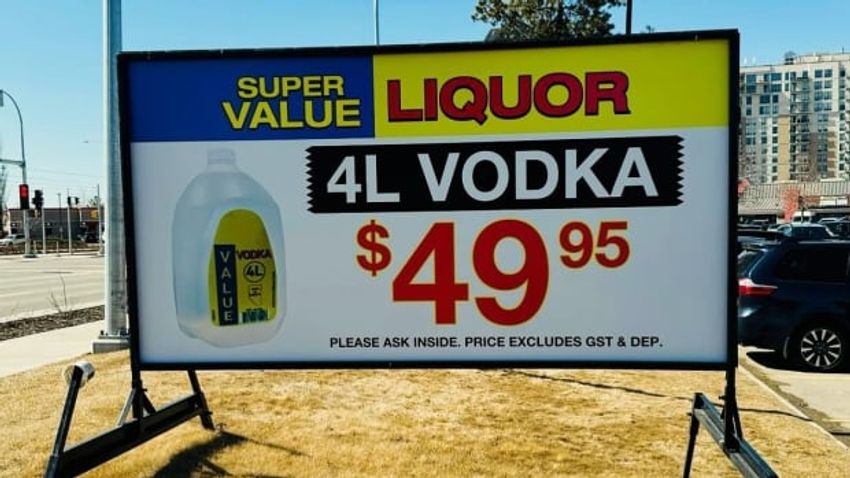 SUPER VALUE LIQUOR
4L VODKA
$49.95
VALUE
VODKA
4L
PLEASE ASK INSIDE. PRICE EXCLUDES GST & DEP.